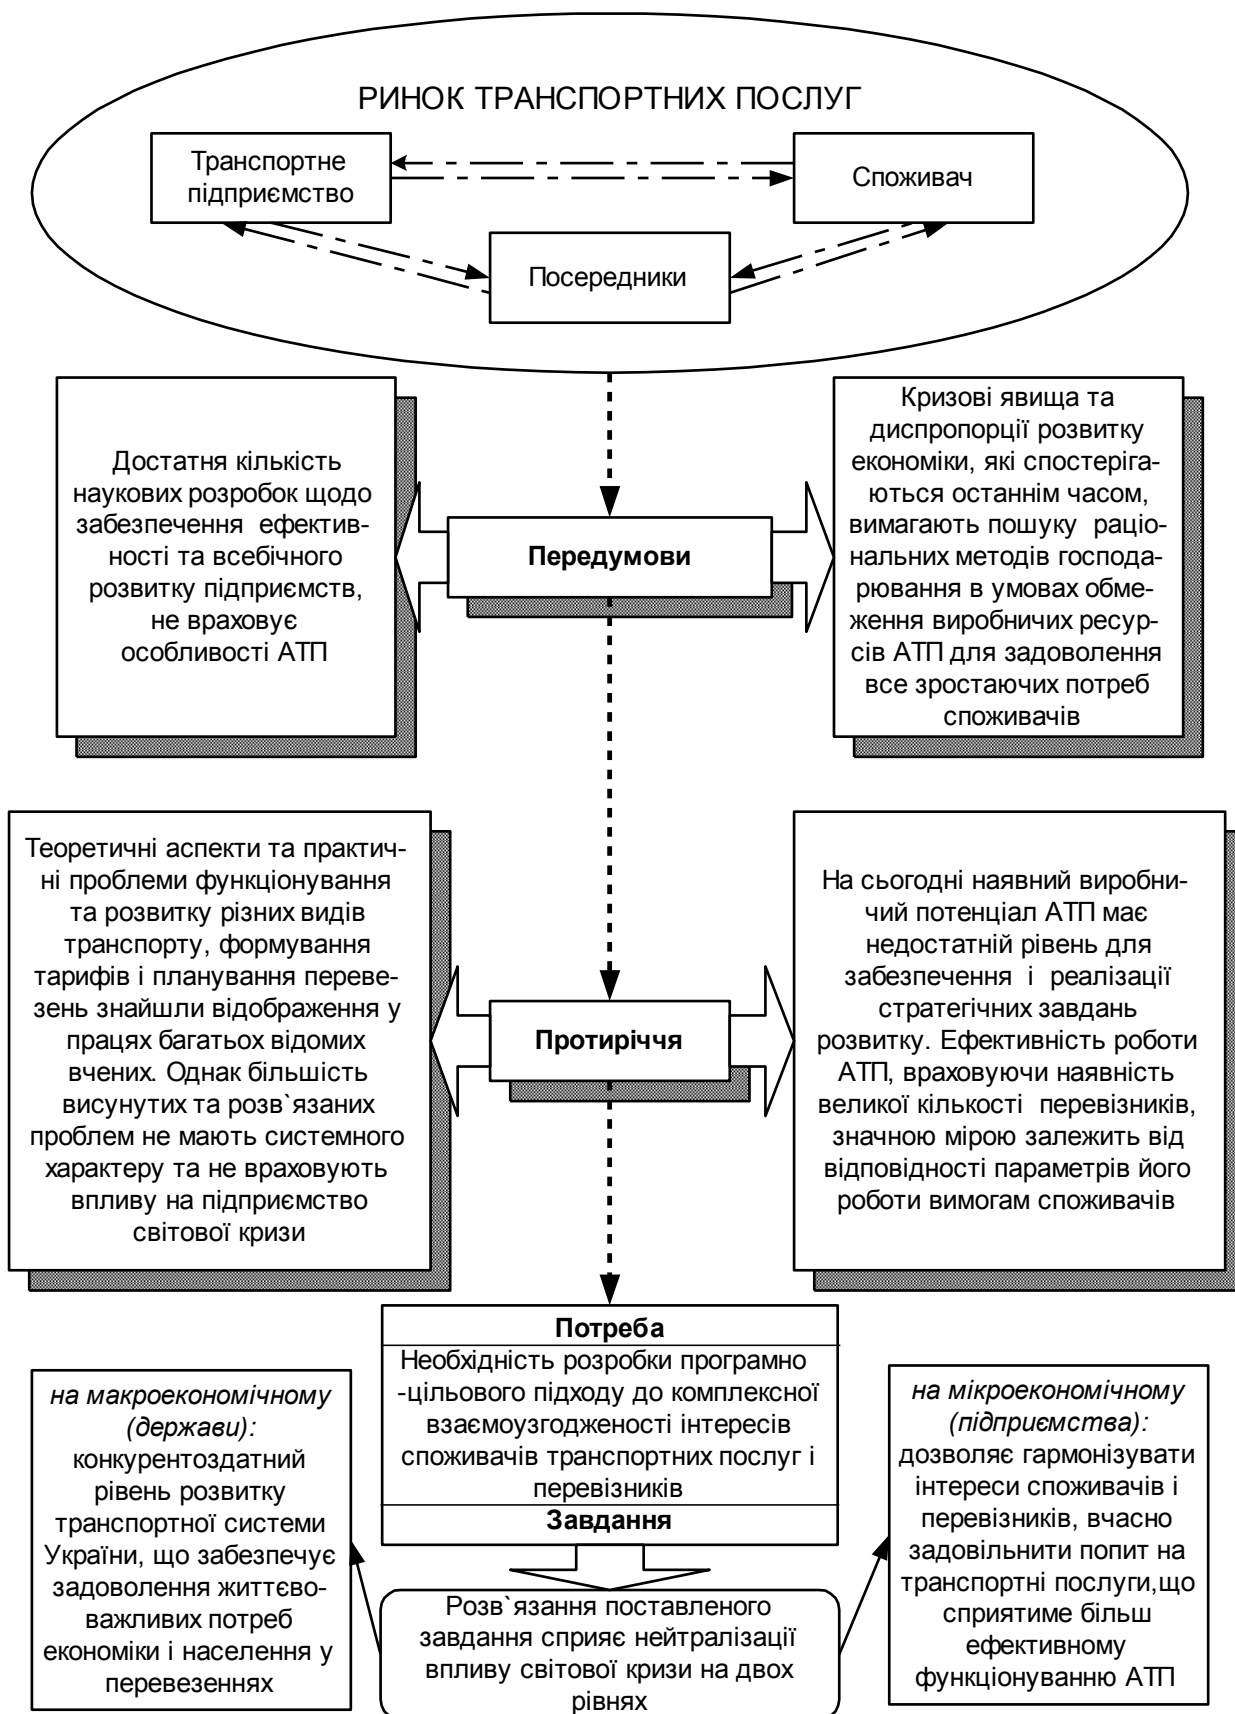 РИНОК ТРАНСПОРТНИХ ПОСЛУГ
Транспортне
підприємство
Споживач
Посередники
Достатня кількість
наукових розробок щодо
забезпечення ефектив-
ності та всебічного
розвитку підприємств,
не враховує
особливості АТП
Передумови
Кризові явища та
диспропорції розвитку
економіки, які спостеріга-
ються останнім часом,
вимагають пошуку раціо-
нальних методів господа-
рювання в умовах обме-
ження виробничих ресур-
сів АТП для задоволення
все зростаючих потреб
споживачів
Теоретичні аспекти та практич-
ні проблеми функціонування
та розвитку різних видів
транспорту, формування
тарифів і планування переве-
зень знайшли відображення у
працях багатьох відомих
вчених. Однак більшість
висунутих та розв`язаних
проблем не мають системного
характеру та не враховують
впливу на підприємство
світової кризи
Протиріччя
На сьогодні наявний виробни-
чий потенціал АТП має
недостатній рівень для
забезпечення і реалізації
стратегічних завдань
розвитку. Ефективність роботи
АТП, враховуючи наявність
великої кількості перевізників,
значною мірою залежить від
відповідності параметрів його
роботи вимогам споживачів
Потреба
Необхідність розробки програмно
-цільового підходу до комплексної
взаємоузгодженості інтересів
споживачів транспортних послуг і
перевізників
Завдання
на макроекономічному
(держави):
конкурентоздатний
рівень розвитку
транспортної системи
України, що забезпечує
задоволення життєво-
важливих потреб
економіки і населення у
перевезеннях
Розв`язання поставленого
завдання сприяє нейтралізації
впливу світової кризи на двох
рівнях
на мікроекономічному
(підприємства):
дозволяє гармонізувати
інтереси споживачів і
перевізників, вчасно
задовільнити попит на
транспортні послуги,що
сприятиме більш
ефективному
функціонуванню АТП